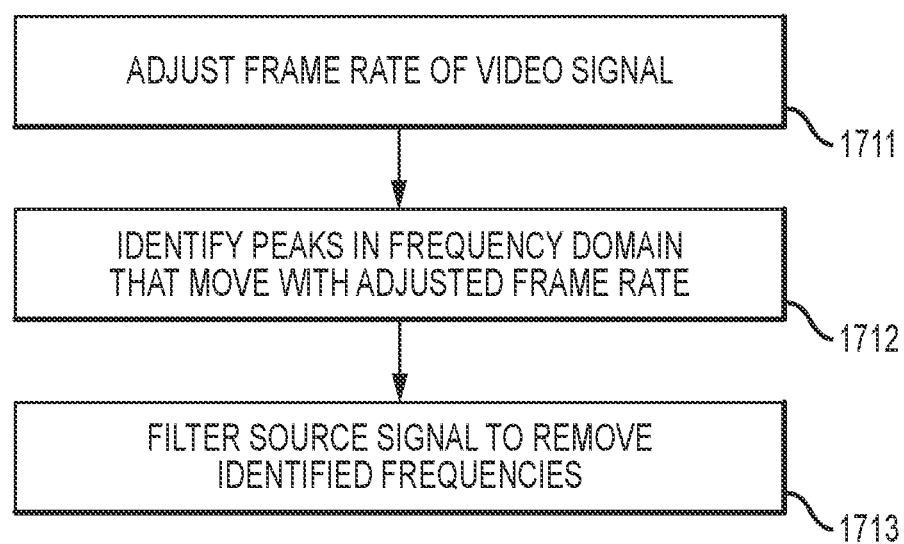 ADJUST FRAME RATE OF VIDEO SIGNAL
1711
IDENTIFY PEAKS IN FREQUENCY DOMAIN
THAT MOVE WITH ADJUSTED FRAME RATE
1712
FILTER SOURCE SIGNAL TO REMOVE
IDENTIFIED FREQUENCIES
1713